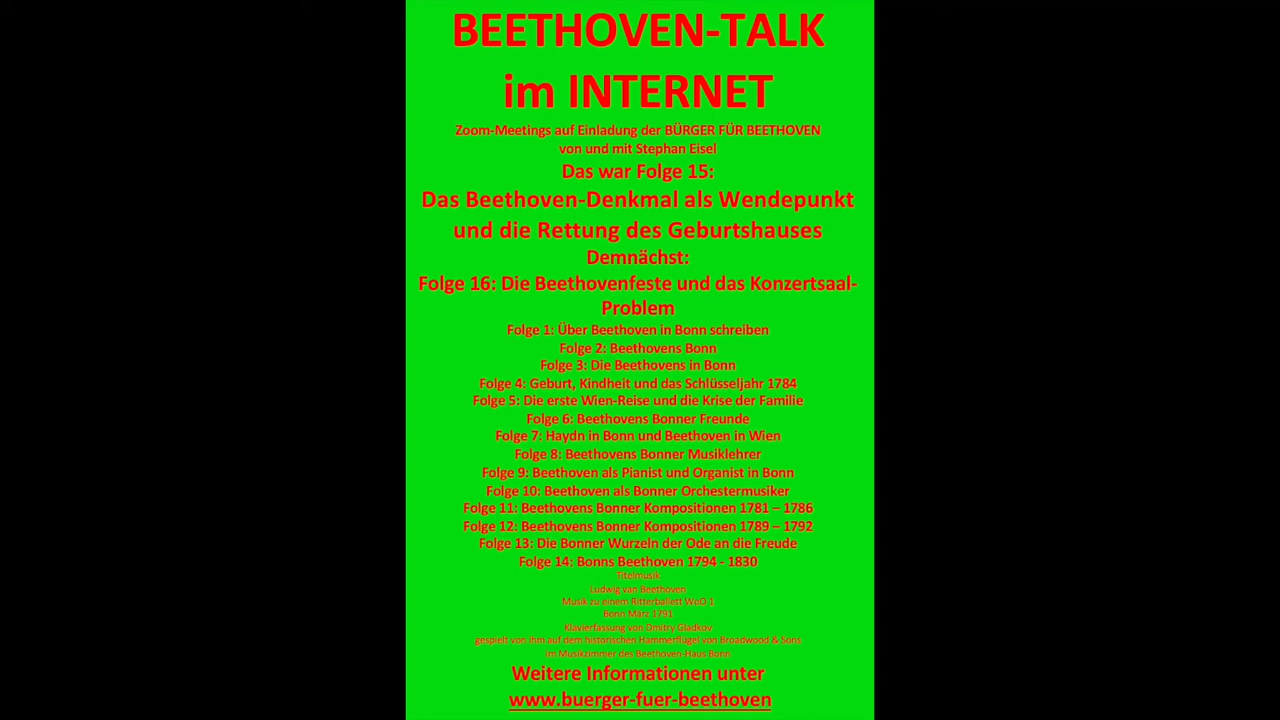 BEETHOVEN-TALK
im INTERNET
Zoom-Meetings auf Einladung der BÜRGER FÜR BEETHOVEN
von und mit Stephan Eisel
Das war Folge 15:
Das Beethoven-Denkmal als Wendepunkt
und die Rettung des Geburtshauses
Demnächst:
Folge 16: Die Beethovenfeste und das Konzertsaal-
Problem
Folge 1: Über Beethoven in Bonn schreiben
Folge 2: Beethovens Bonn
Folge 3: Die Beethovens in Bonn
Folge 4: Geburt, Kindheit und das Schlüsseljahr 1784
Folge 5: Die erste Wien-Reise und die Krise der Familie
Folge 6: Beethovens Bonner Freunde
Folge 7: Haydn in Bonn und Beethoven in Wien
Folge 8: Beethovens Bonner Musiklehrer
Folge 9: Beethoven als Pianist und Organist in Bonn
Folge 10: Beethoven als Bonner Orchestermusiker
Folge 11: Beethovens Bonner Kompositionen 1781 – 1786
Folge 12: Beethovens Bonner Kompositionen 1789 – 1792
Folge 13: Die Bonner Wurzeln der Ode an die Freude
Folge 14: Bonns Beethoven 1794 - 1830
Titelmusik
Ludwig van Beethoven
Musik zu einem Ritterballett WoO 1
Bonn März 1791
Klavierfassung von Dmitry Gladkov
gespielt von ihm auf dem historischen Hammerflügel von Broadwood & Sons
im Musikzimmer des Beethoven-Haus Bonn
Weitere Informationen unter
www.buerger-fuer-beethoven